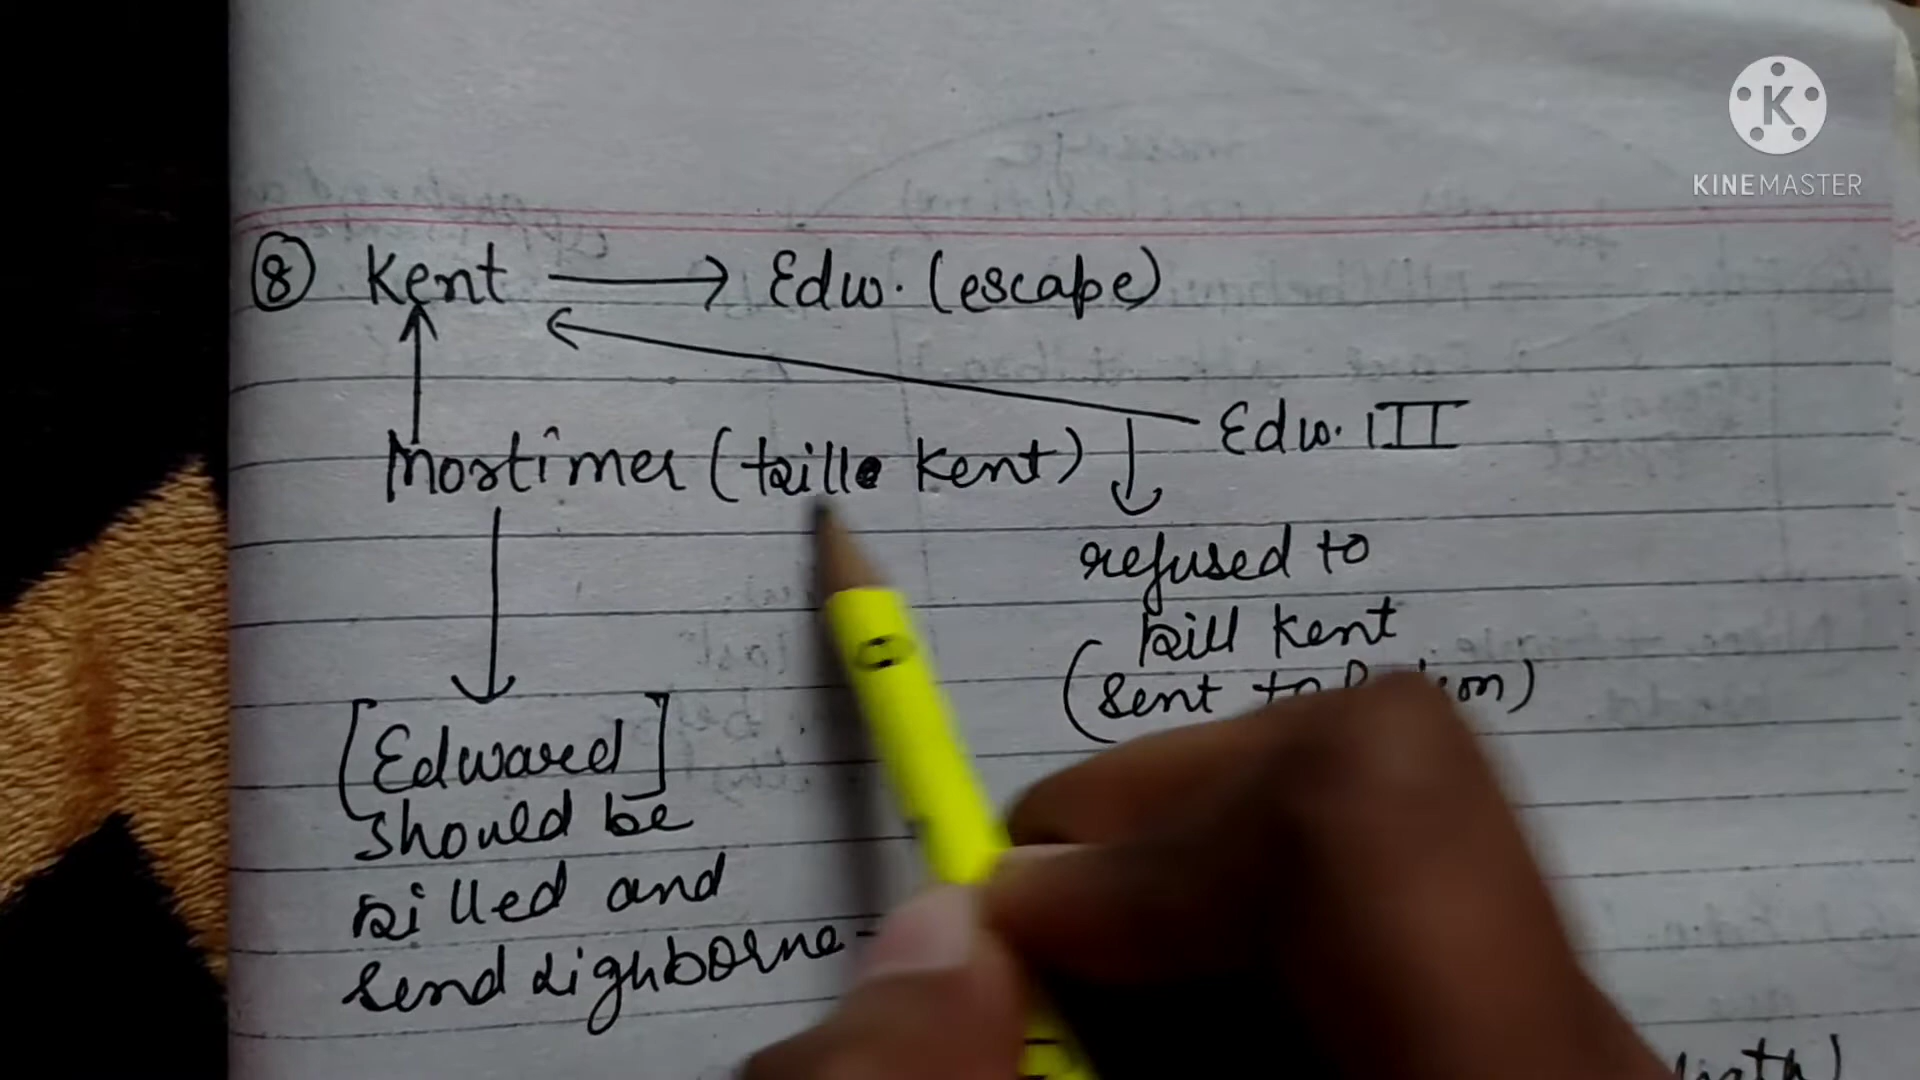 KINEMASTER
⑧ Kent → Edw. (escape)
Edw. III
Mortimer (kille Kent)
refused to
kill Kent
(sent to
[Edward]
should be
killed and
send Lighborne-